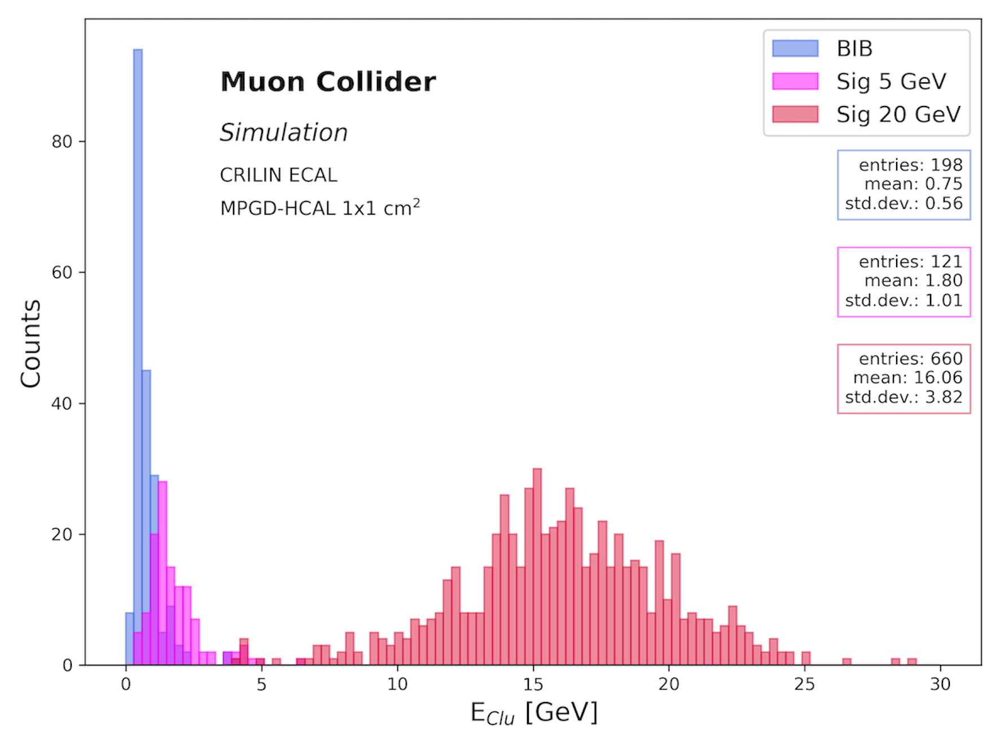 Muon Collider
Simulation
CRILIN ECAL
MPGD-HCAL 1x1 cm²
BIB
Sig 5 GeV
Sig 20 GeV
entries: 198
mean: 0.75
std.dev.: 0.56
entries: 121
mean: 1.80
std.dev.: 1.01
entries: 660
mean: 16.06
std.dev.: 3.82
Counts
80
60
40
20
0
0 5 10 15 20 25 30
E_Clu [GeV]